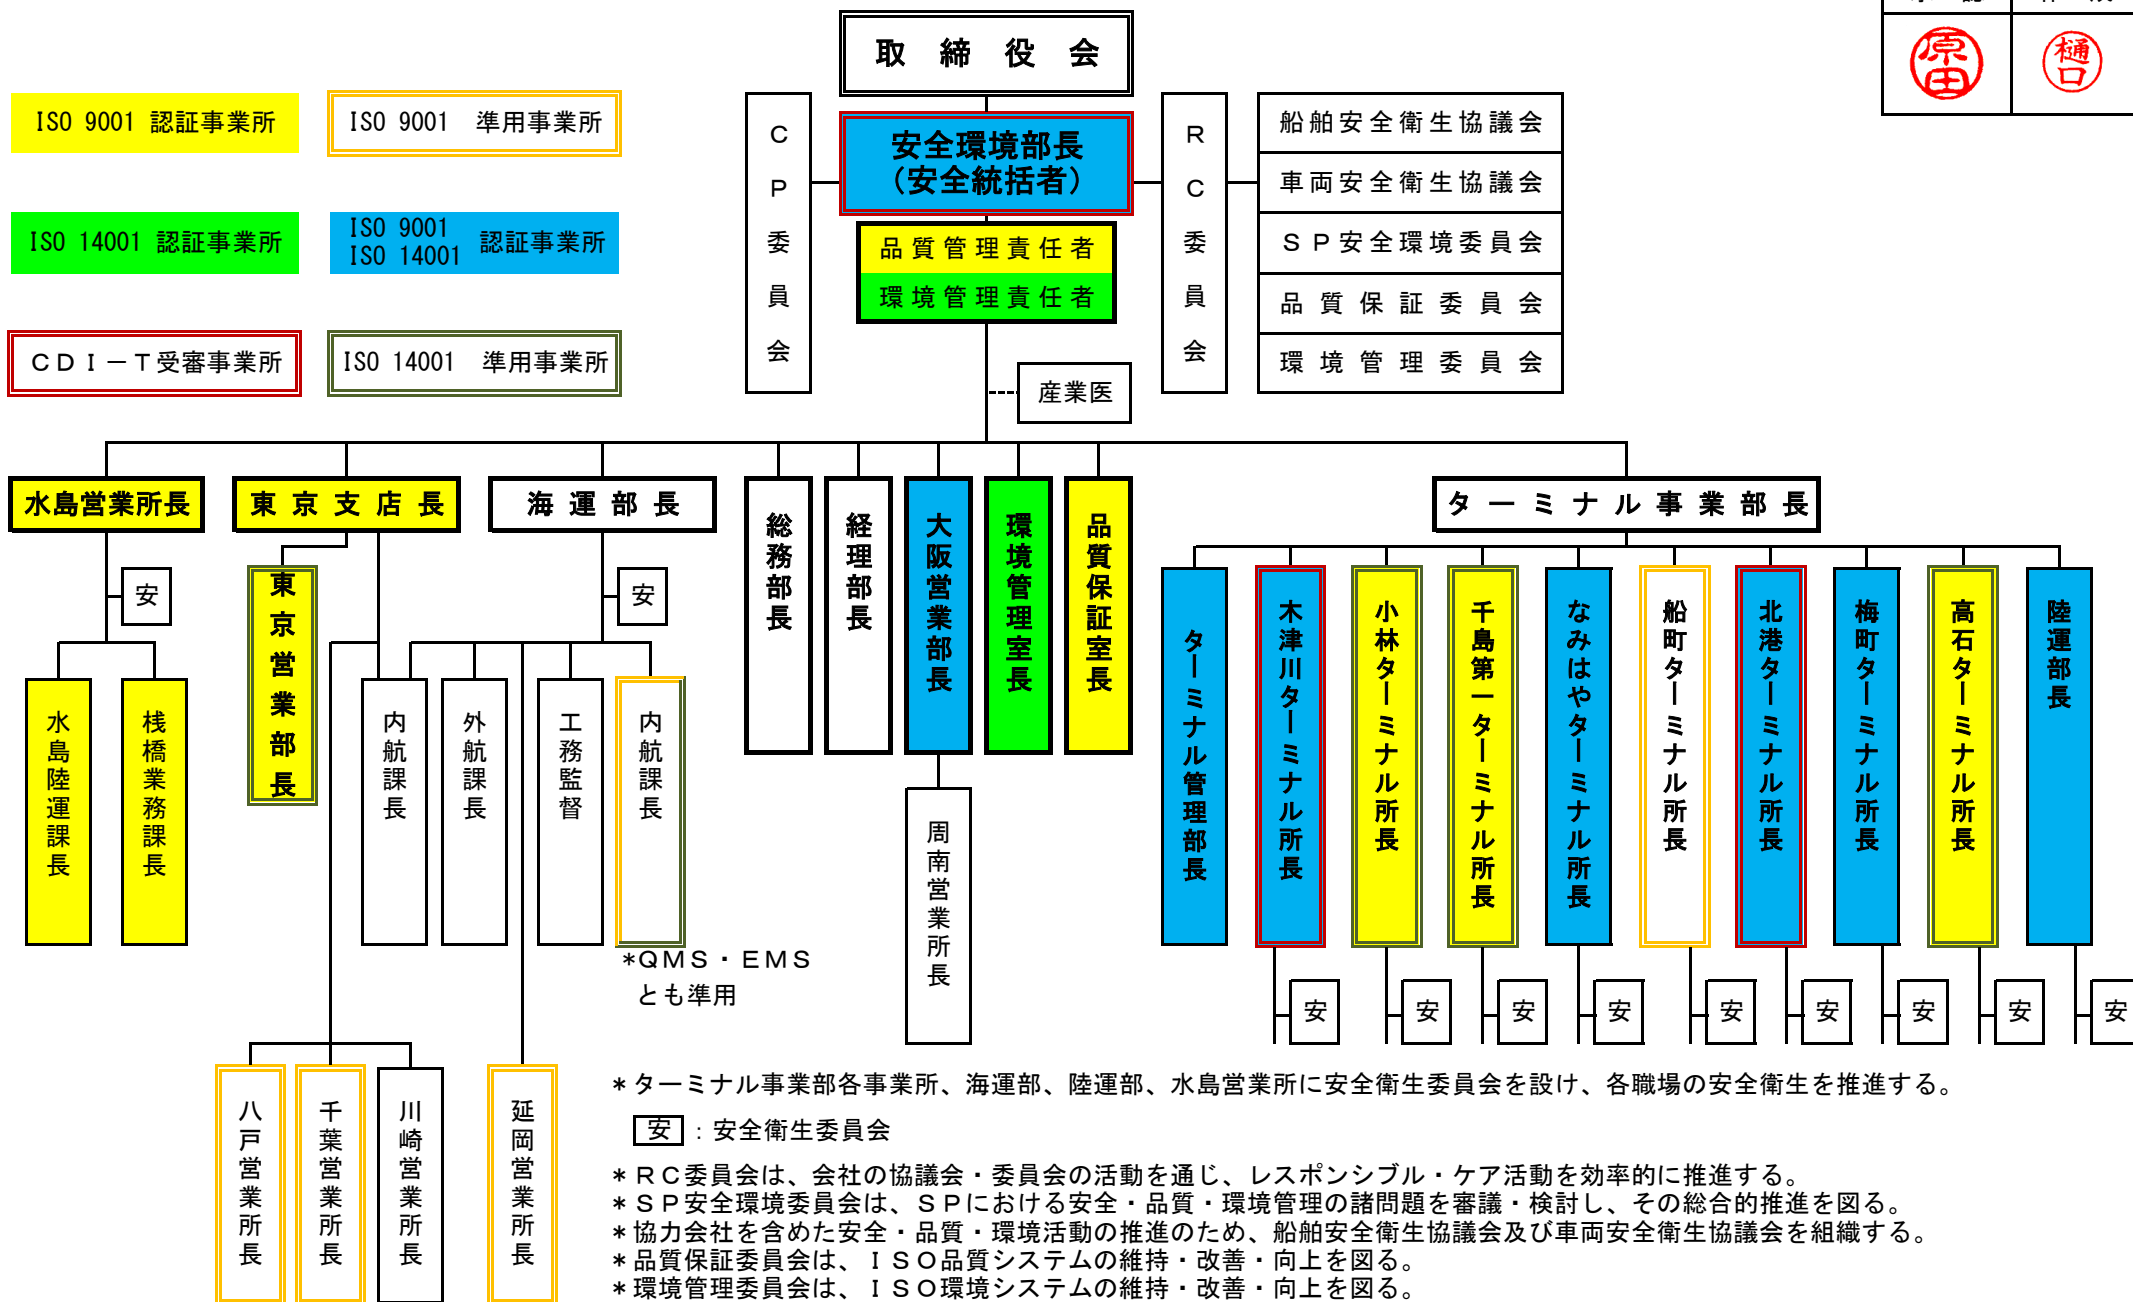 取締役会
原田
樋口
ISO 9001 認証事業所
ISO 9001 準用事業所
ISO 14001 認証事業所
ISO 9001
ISO 14001 認証事業所
CDI－T受審事業所
ISO 14001 準用事業所
CP委員会
安全環境部長
（安全統括者）
品質管理責任者
環境管理責任者
RC委員会
船舶安全衛生協議会
車両安全衛生協議会
SP安全環境委員会
品質保証委員会
環境管理委員会
産業医
水島営業所長
東京支店長
海運部長
総務部長
経理部長
大阪営業部長
環境管理室長
品質保証室長
ターミナル事業部長
安
安
東京営業部長
水島陸運課長
桟橋業務課長
内航課長
外航課長
工務監督
内航課長
*QMS・EMS
とも準用
周南営業所長
ターミナル管理部長
木津川ターミナル所長
小林ターミナル所長
千島第一ターミナル所長
なみはやターミナル所長
船町ターミナル所長
北港ターミナル所長
梅町ターミナル所長
高石ターミナル所長
陸運部長
安
安
安
安
安
安
安
安
安
八戸営業所長
千葉営業所長
川崎営業所長
延岡営業所長
*ターミナル事業部各事業所、海運部、陸運部、水島営業所に安全衛生委員会を設け、各職場の安全衛生を推進する。
安：安全衛生委員会
*RC委員会は、会社の協議会・委員会の活動を通じ、レスポンシブル・ケア活動を効率的に推進する。
*SP安全環境委員会は、SPにおける安全・品質・環境管理の諸問題を審議・検討し、その総合的推進を図る。
*協力会社を含めた安全・品質・環境活動の推進のため、船舶安全衛生協議会及び車両安全衛生協議会を組織する。
*品質保証委員会は、ISO品質システムの維持・改善・向上を図る。
*環境管理委員会は、ISO環境システムの維持・改善・向上を図る。